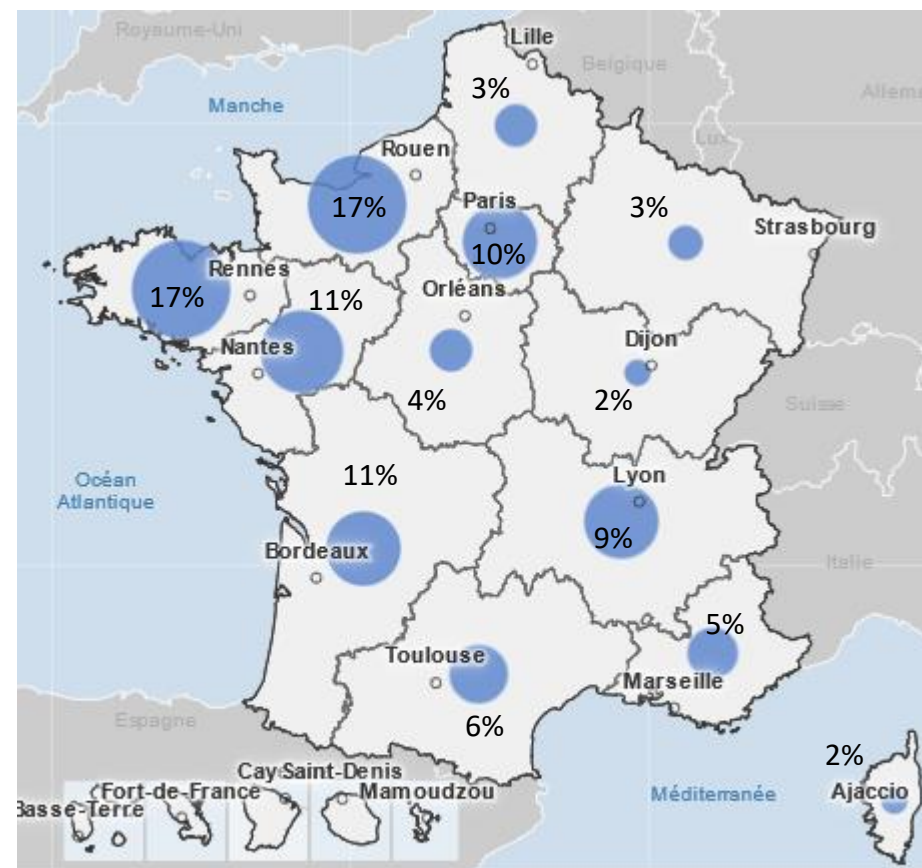 Royaume-Uni
Lille
Belgique
Allema
3%
Manche
Lux
Rouen
Paris
17%
3%
Strasbourg
10%
Rennes
17%
11%
Orléans
Nantes
Dijon
4%
2%
Suisse
11%
Océan
Atlantique
Lyon
9%
Bordeaux
Italie
5%
Toulouse
Marseille
Espagne
6%
2%
Cay
Saint-Denis
Fort-de-France
Mamoudzou
Méditerranée
Ajaccio
Basse-Terre